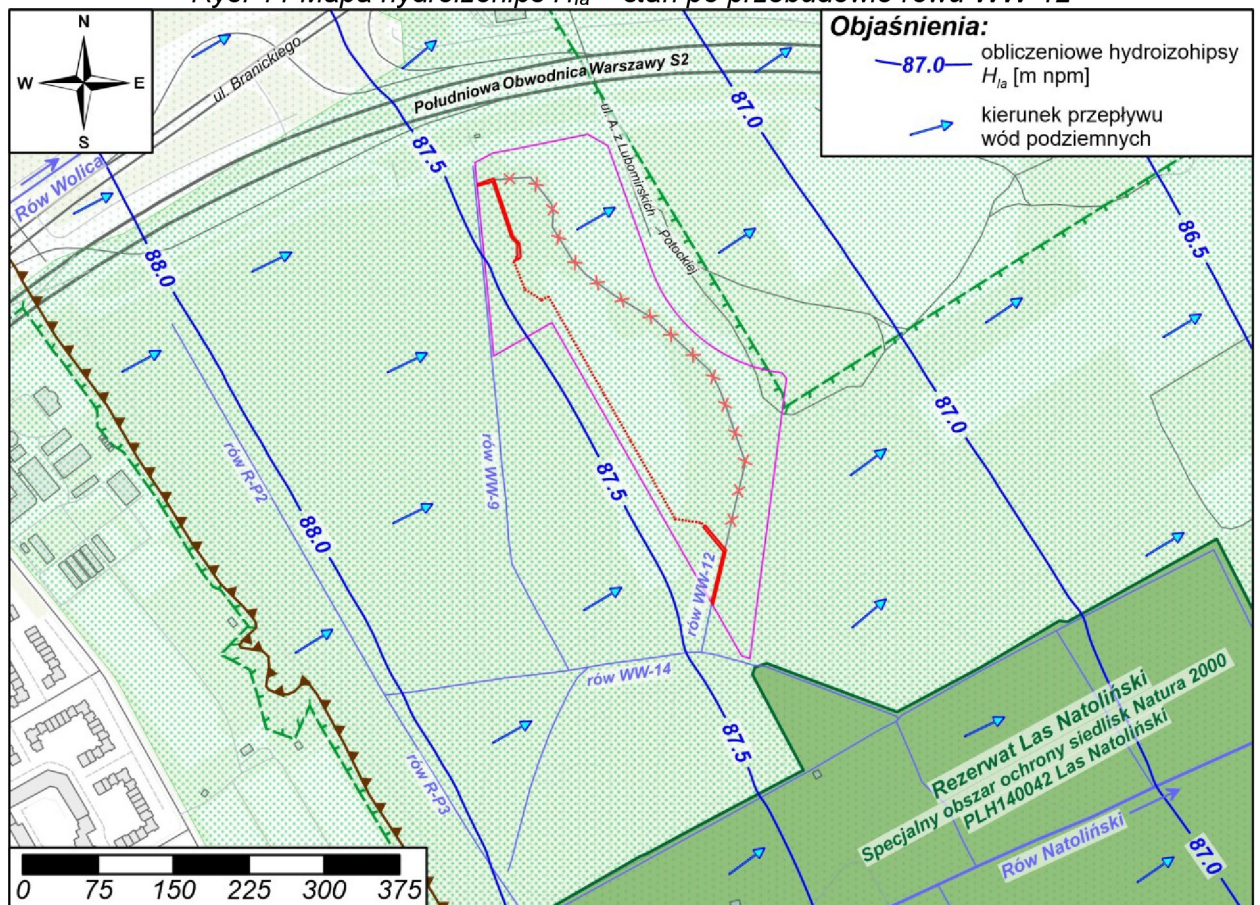 Objaśnienia:
87.0
obliczeniowe hydroizohipsy
HIa [m npm]
kierunek przepływu
wód podziemnych
N
W
E
S
ul. Branickiego
Południowa Obwodnica Warszawy S2
Rów Wolica
ul. A. z Lubomirskich
Potockiej
87.0
87.5
88.0
86.5
87.0
rów R-P2
rów WW-9
87.5
88.0
rów WW-12
rów WW-14
rów R-P3
87.5
Rezerwat Las Natoliński
Specjalny obszar ochrony siedlisk Natura 2000
PLH140042 Las Natoliński
Rów Natoliński
87.0
0 75 150 225 300 375